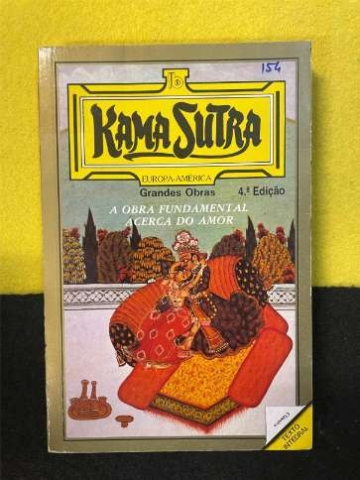 154
KAMA SUTRA
EUROPA-AMÉRICA
Grandes Obras 4.ª Edição
A OBRA FUNDAMENTAL
ACERCA DO AMOR
TEXTO
INTEGRAL